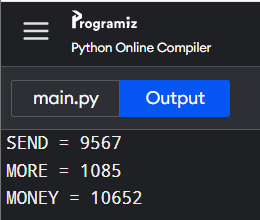 Programiz
Python Online Compiler
main.py Output
SEND = 9567
MORE = 1085
MONEY = 10652